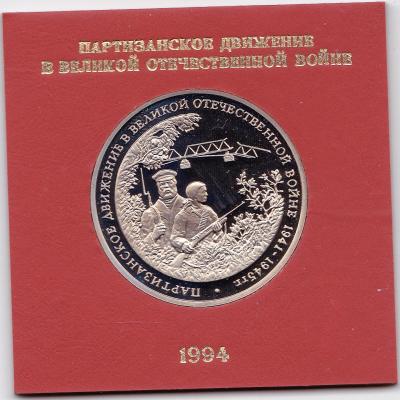 ПАРТИЗАНСКОЕ ДВИЖЕНИЕ
В ВЕЛИКОЙ ОТЕЧЕСТВЕННОЙ ВОЙНЕ
ПАРТИЗАНСКОЕ ДВИЖЕНИЕ В ВЕЛИКОЙ ОТЕЧЕСТВЕННОЙ ВОЙНЕ 1941-1945гг.
1994